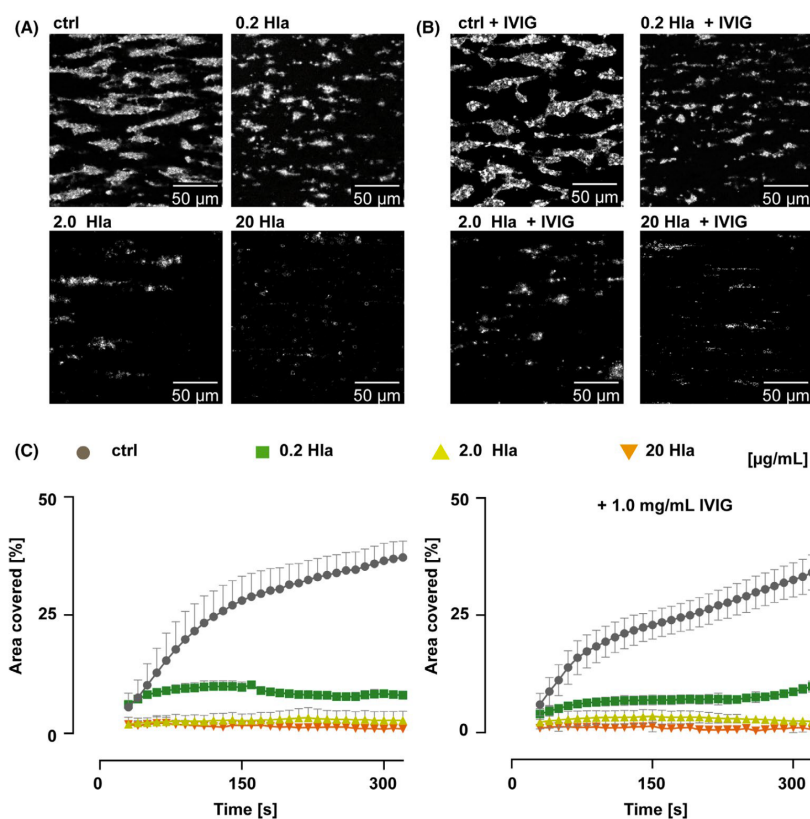 (A) ctrl 0.2 Hla (B) ctrl + IVIG 0.2 Hla + IVIG
50 µm 50 µm 50 µm 50 µm
2.0 Hla 20 Hla 2.0 Hla + IVIG 20 Hla + IVIG
50 µm 50 µm 50 µm 50 µm
(C) ctrl 0.2 Hla 2.0 Hla 20 Hla [µg/mL]
+ 1.0 mg/mL IVIG
50 50
25 25
0 0
Area covered [%] Area covered [%]
0 150 300 0 150 300
Time [s] Time [s]